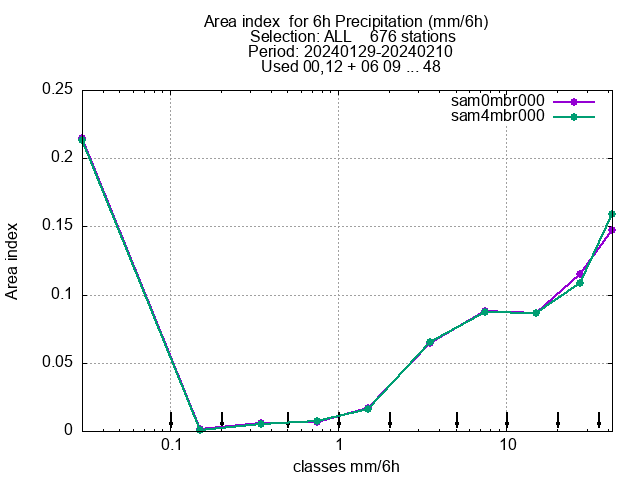 Area index  for 6h Precipitation (mm/6h)
Selection: ALL    676 stations
Period: 20240129-20240210
Used 00,12 + 06 09 ... 48
sam0mbr000
sam4mbr000
0.25
0.2
0.15
0.1
0.05
0
Area index
0.1 1 10
classes mm/6h